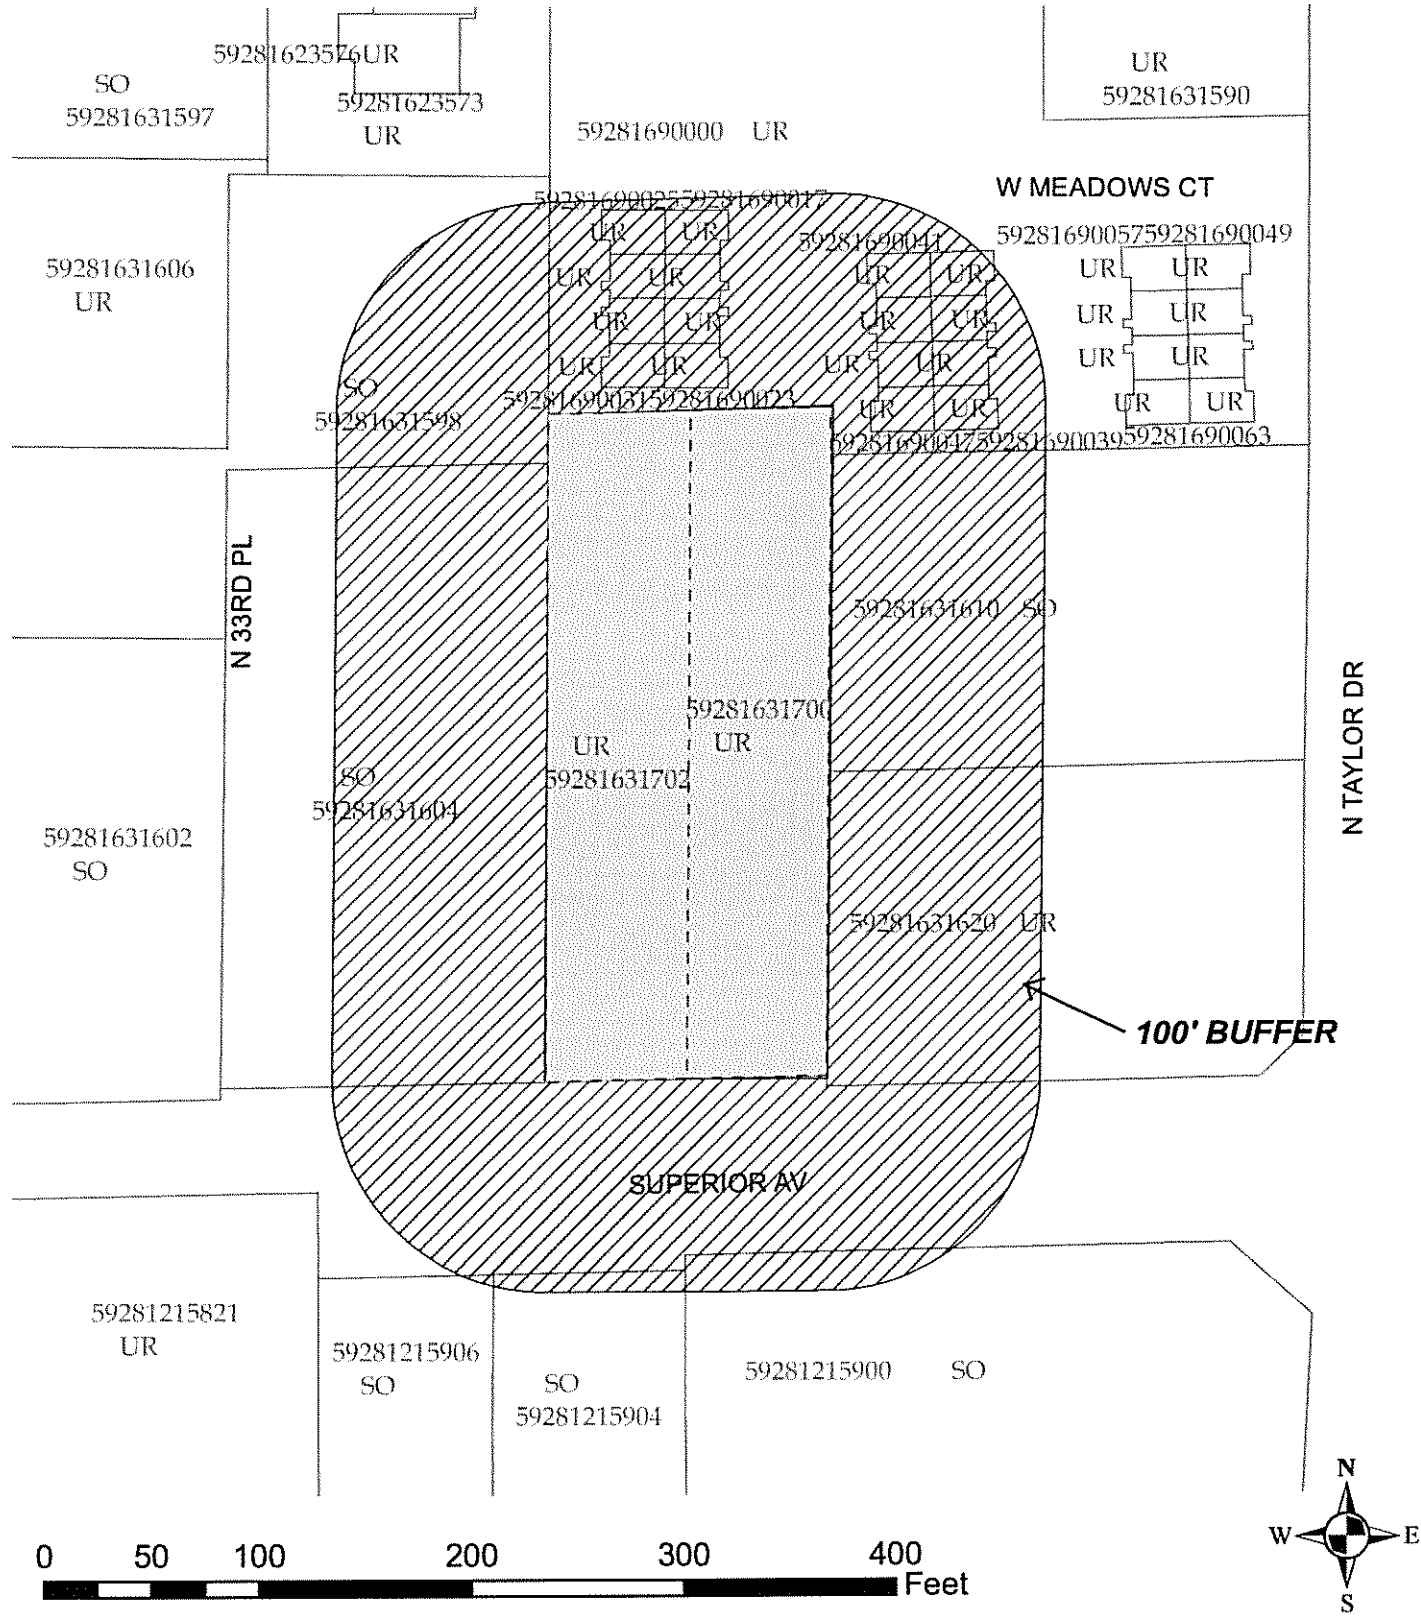 59281623576 UR
SO
59281631597
59281623573
UR
59281690000 UR
UR
59281631590
W MEADOWS CT
59281690025 59281690017
59281690041
59281690057 59281690049
UR UR
UR UR
UR UR
UR UR
UR UR
UR UR
UR
UR UR
UR UR
UR UR
UR UR
UR UR
59281631606
UR
SO
59281631598
59281690031 59281690023
59281690047 59281690039 59281690063
N 33RD PL
59281631610 SO
N TAYLOR DR
59281631700
UR
UR
59281631702
SO
59281631604
59281631602
SO
59281631620 UR
100' BUFFER
SUPERIOR AV
59281215821
UR
59281215906
SO
SO
59281215904
59281215900 SO
N
W E
S
0 50 100 200 300 400
Feet